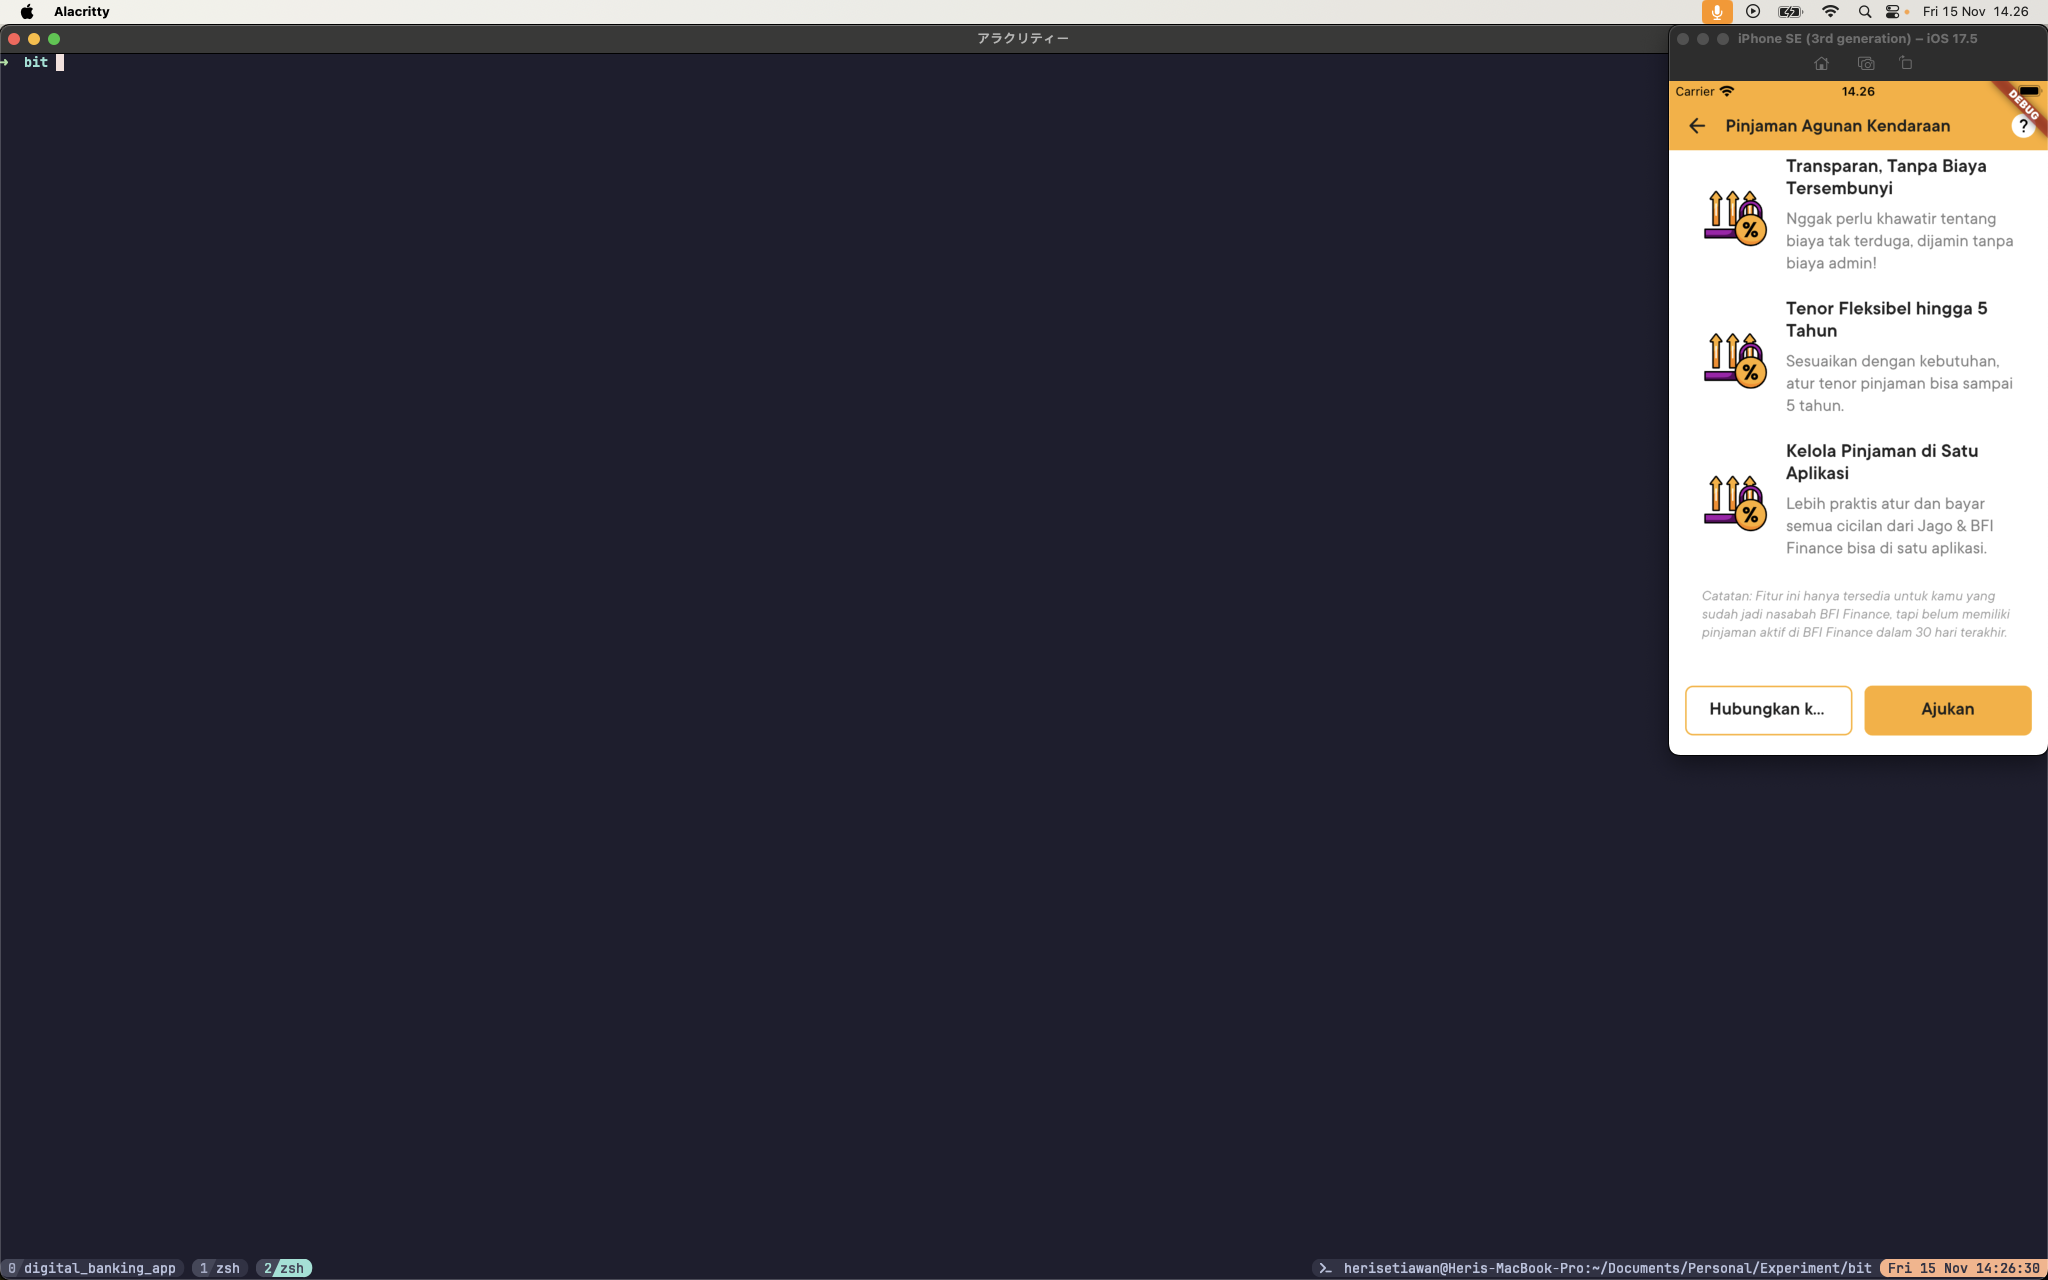 Alacritty
Fri 15 Nov 14.26
アラクリティー
→ bit
iPhone SE (3rd generation) – iOS 17.5
Carrier
14.26
DEBUG
Pinjaman Agunan Kendaraan
?
Transparan, Tanpa Biaya
Tersembunyi
Nggak perlu khawatir tentang
biaya tak terduga, dijamin tanpa
biaya admin!
%
Tenor Fleksibel hingga 5
Tahun
Sesuaikan dengan kebutuhan,
atur tenor pinjaman bisa sampai
5 tahun.
%
Kelola Pinjaman di Satu
Aplikasi
Lebih praktis atur dan bayar
semua cicilan dari Jago & BFI
Finance bisa di satu aplikasi.
%
Catatan: Fitur ini hanya tersedia untuk kamu yang
sudah jadi nasabah BFI Finance, tapi belum memiliki
pinjaman aktif di BFI Finance dalam 30 hari terakhir.
Hubungkan k...
Ajukan
0 digital_banking_app 1 zsh 2 zsh
herisetiawan@Heris-MacBook-Pro:~/Documents/Personal/Experiment/bit Fri 15 Nov 14:26:30